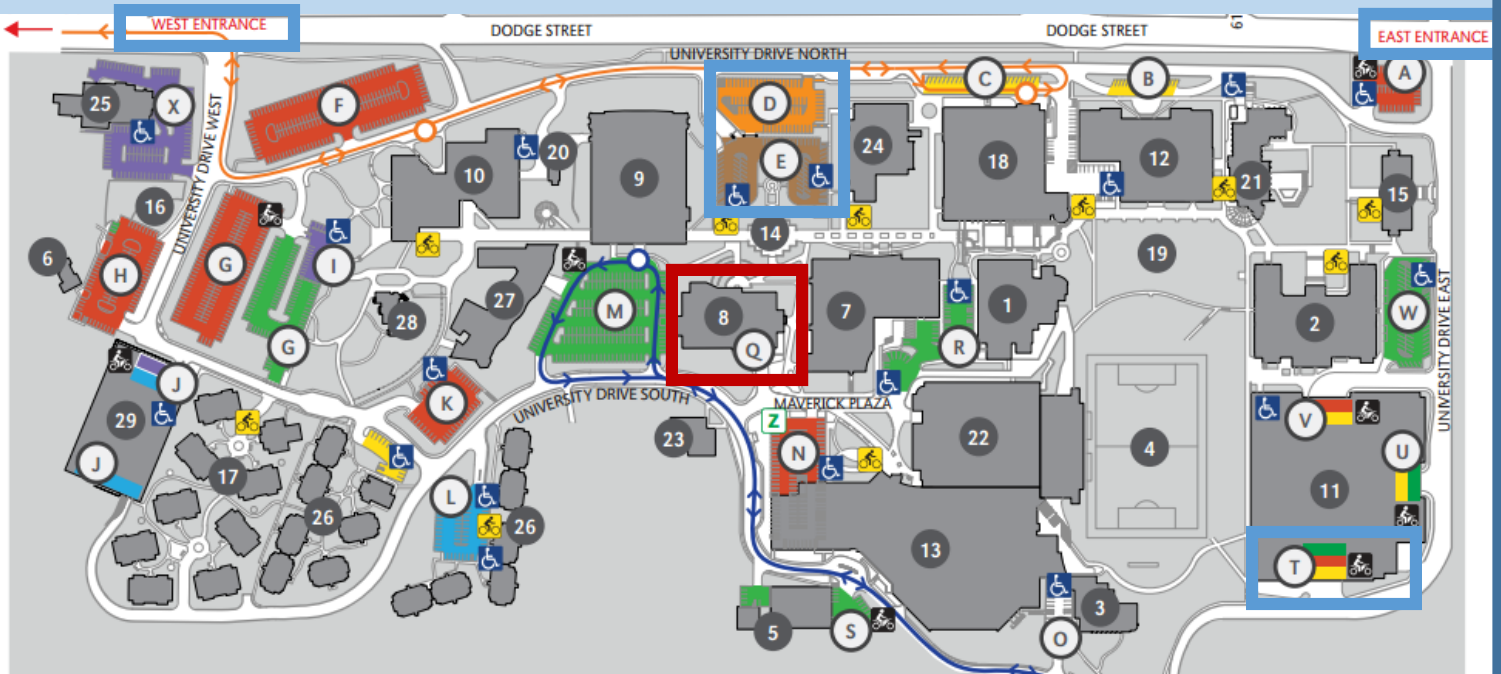 WEST ENTRANCE
DODGE STREET
DODGE STREET
61
EAST ENTRANCE
UNIVERSITY DRIVE NORTH
A
B
C
D
F
X
25
UNIVERSITY DRIVE WEST
24
E
20
10
9
18
12
21
15
16
14
6
H
G
I
19
27
28
M
8
Q
7
1
R
2
W
UNIVERSITY DRIVE EAST
G
J
K
UNIVERSITY DRIVE SOUTH
MAVERICK PLAZA
Z
29
23
N
22
4
V
U
J
17
26
L
26
11
13
T
5
S
3
O